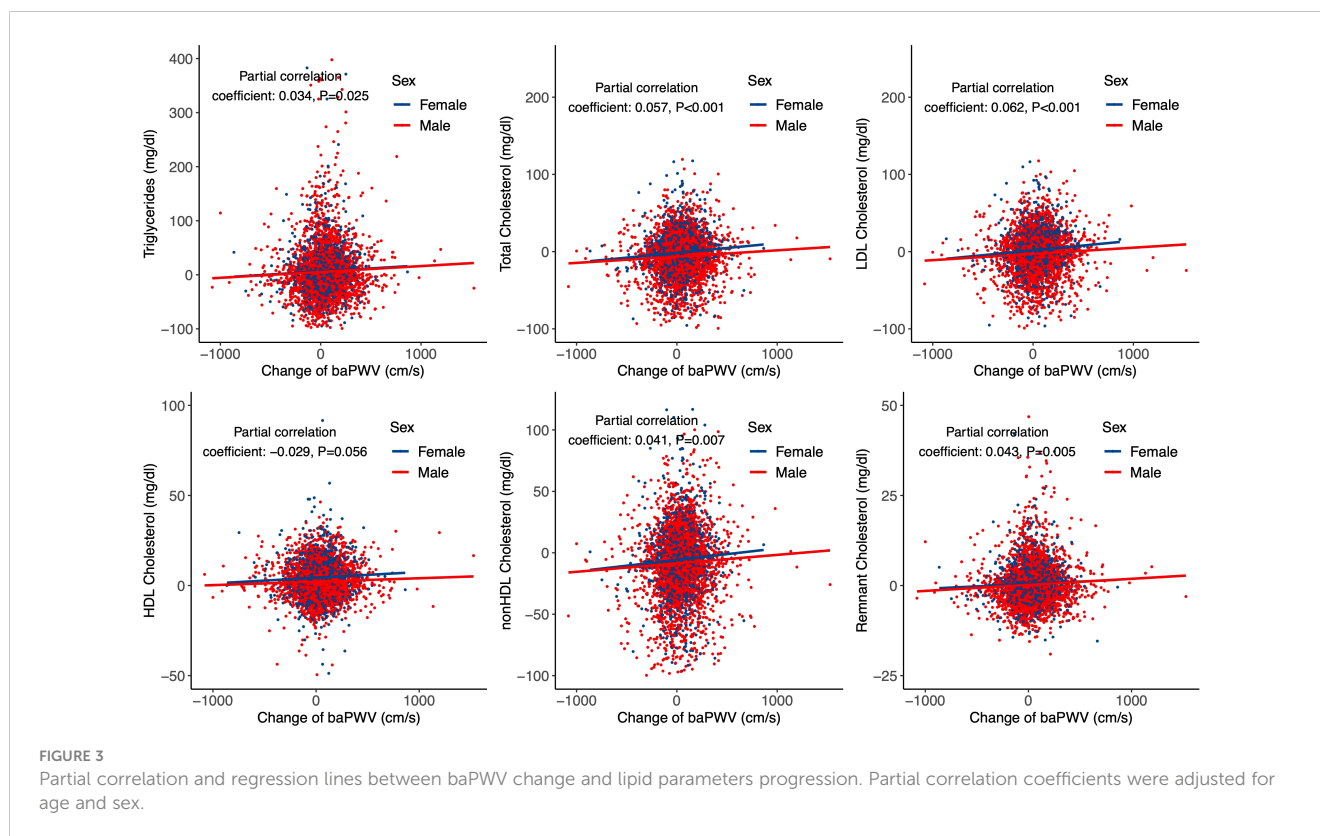 400
300
200
100
0
−100
Triglycerides (mg/dl)
Partial correlation
coefficient: 0.034, P=0.025
Sex
Female
Male
−1000
0
1000
Change of baPWV (cm/s)
200
100
0
−100
Total Cholesterol (mg/dl)
Partial correlation
coefficient: 0.057, P<0.001
Sex
Female
Male
−1000
0
1000
Change of baPWV (cm/s)
200
100
0
−100
LDL Cholesterol (mg/dl)
Partial correlation
coefficient: 0.062, P<0.001
Sex
Female
Male
−1000
0
1000
Change of baPWV (cm/s)
100
50
0
−50
HDL Cholesterol (mg/dl)
Partial correlation
coefficient: −0.029, P=0.056
Sex
Female
Male
−1000
0
1000
Change of baPWV (cm/s)
100
50
0
−50
−100
nonHDL Cholesterol (mg/dl)
Partial correlation
coefficient: 0.041, P=0.007
Sex
Female
Male
−1000
0
1000
Change of baPWV (cm/s)
50
25
0
−25
Remnant Cholesterol (mg/dl)
Partial correlation
coefficient: 0.043, P=0.005
Sex
Female
Male
−1000
0
1000
Change of baPWV (cm/s)
FIGURE 3
Partial correlation and regression lines between baPWV change and lipid parameters progression. Partial correlation coefficients were adjusted for
age and sex.